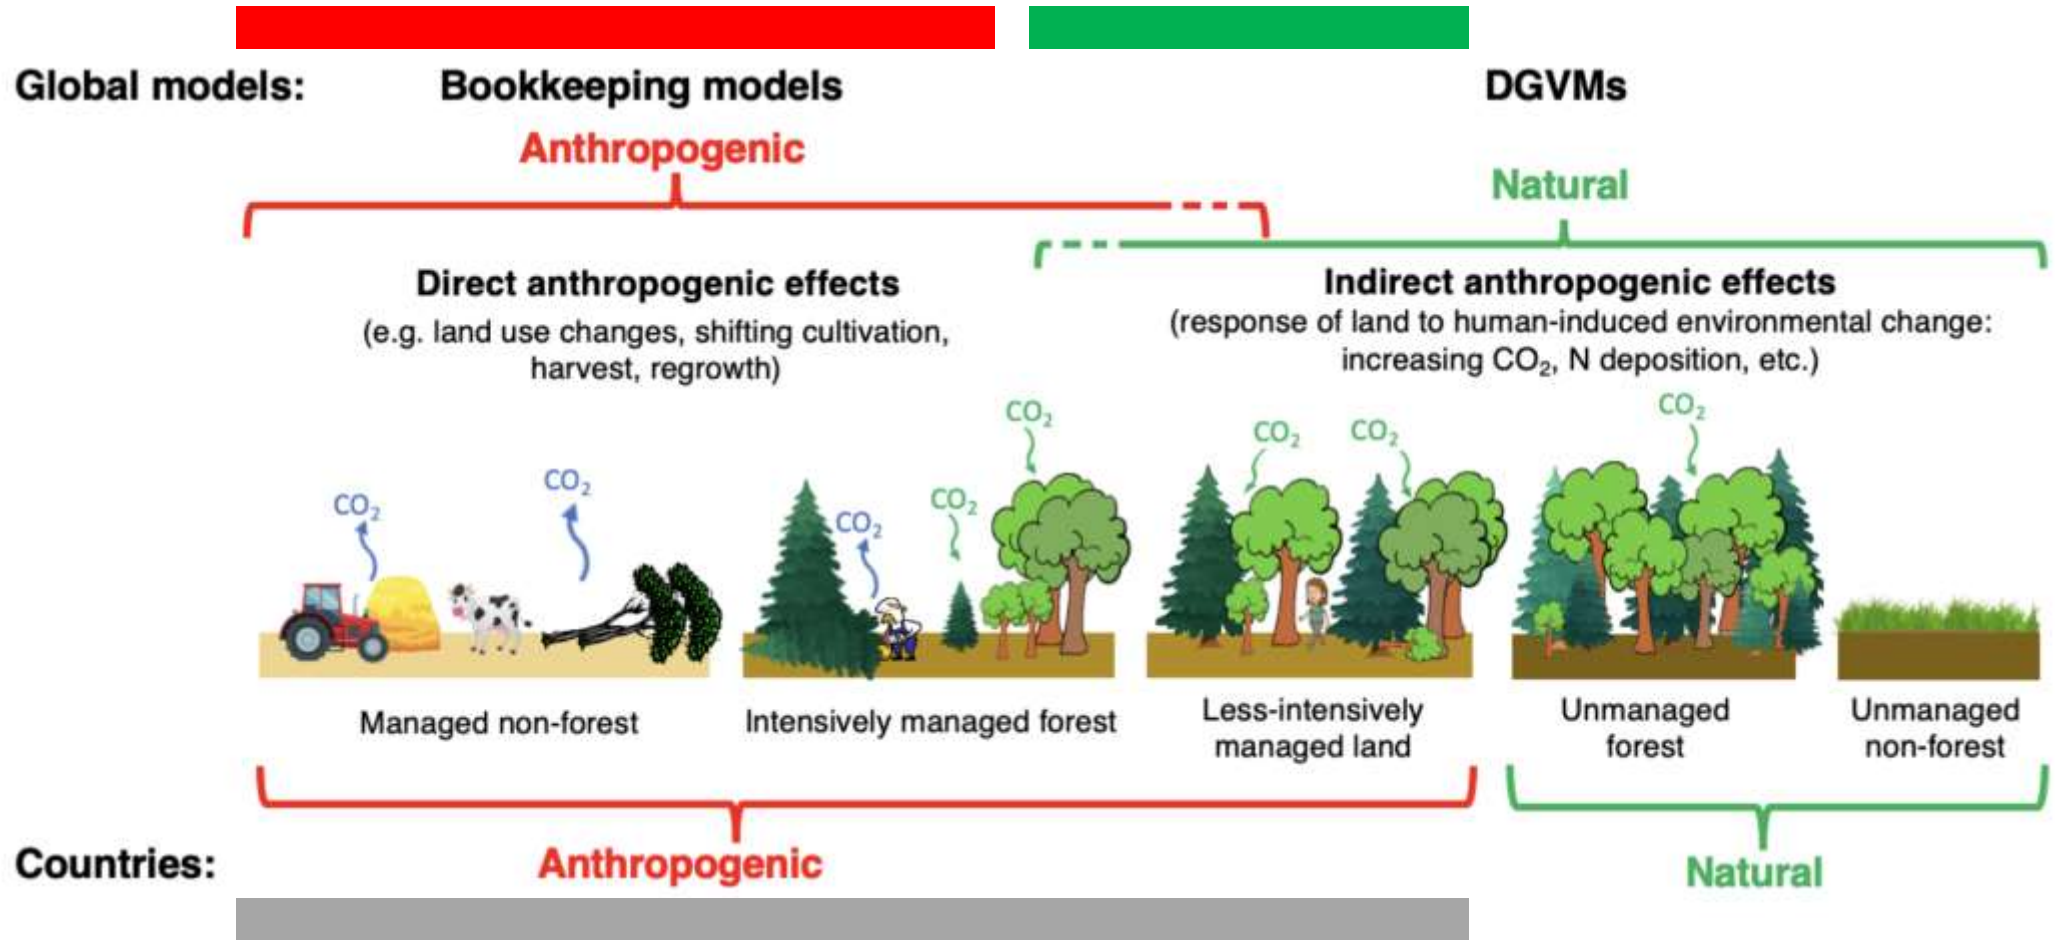 Global models:
Bookkeeping models
DGVMs
Anthropogenic
Natural
Direct anthropogenic effects
(e.g. land use changes, shifting cultivation,
harvest, regrowth)
Indirect anthropogenic effects
(response of land to human-induced environmental change:
increasing CO₂, N deposition, etc.)
CO₂
CO₂
CO₂
CO₂
CO₂
CO₂
CO₂
CO₂
Managed non-forest
Intensively managed forest
Less-intensively
managed land
Unmanaged
forest
Unmanaged
non-forest
Countries:
Anthropogenic
Natural